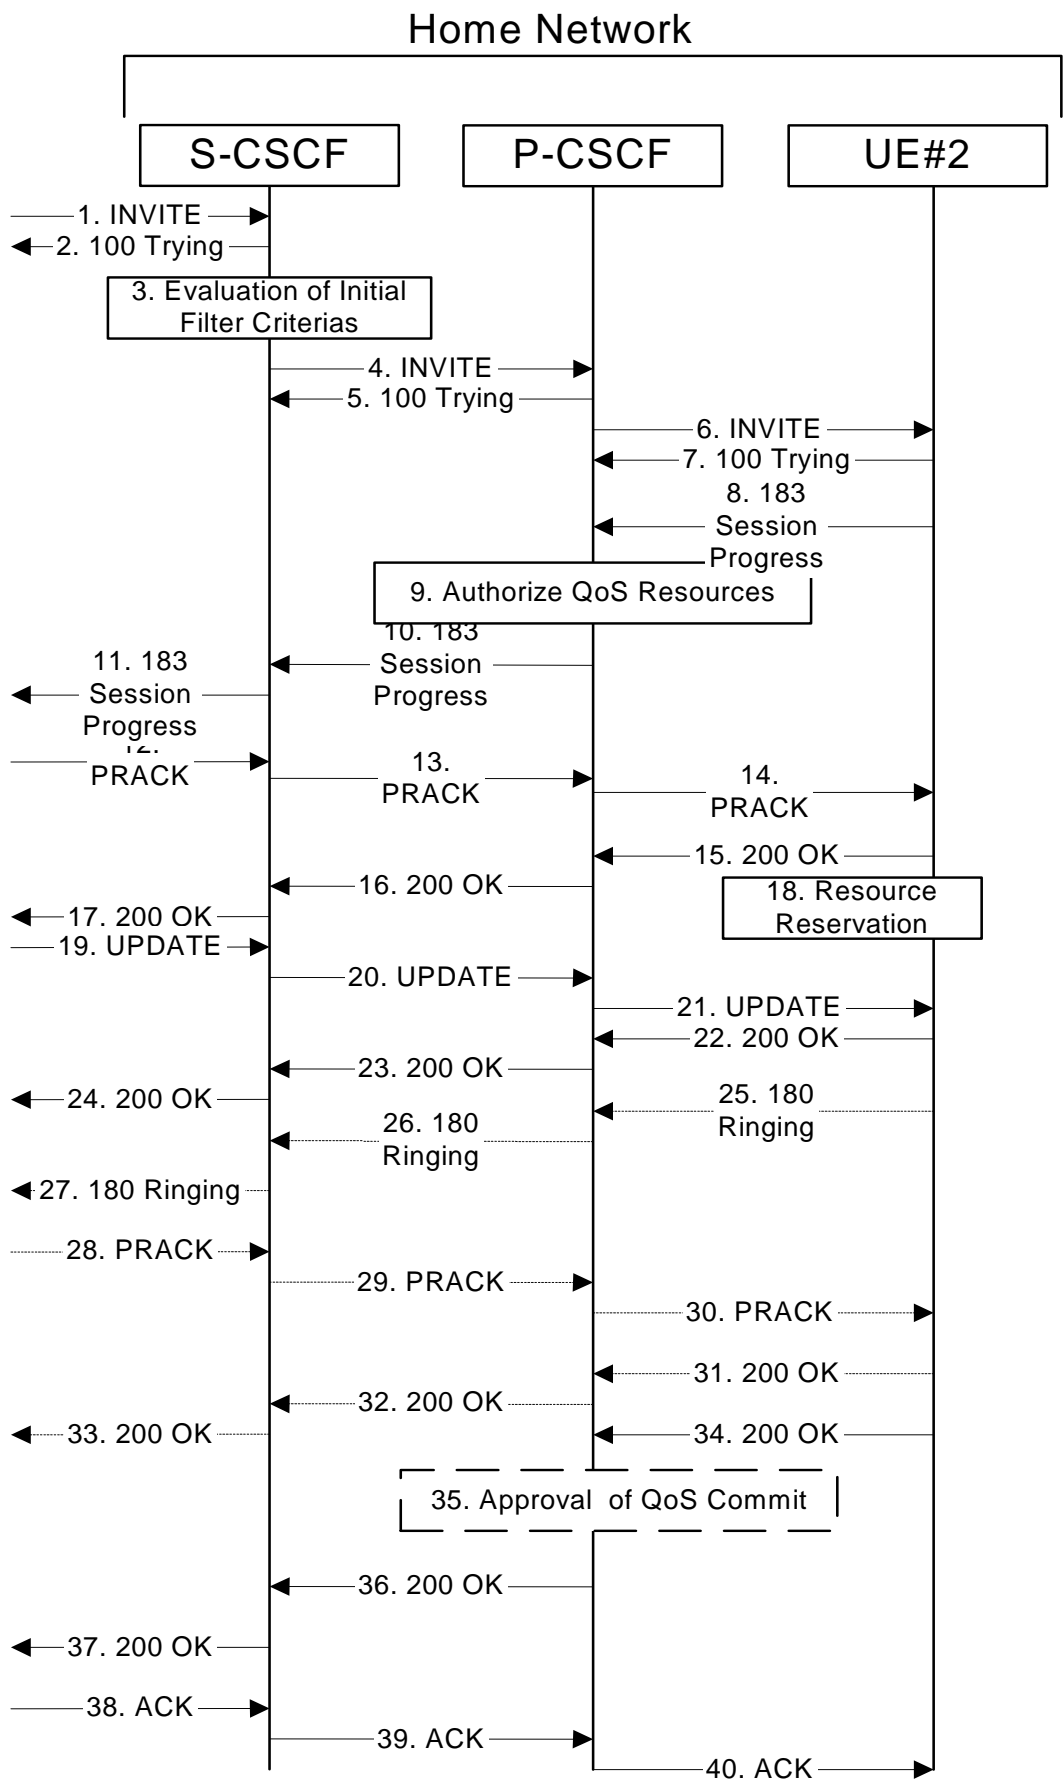 Home Network
S-CSCF
P-CSCF
UE#2
1. INVITE
2. 100 Trying
3. Evaluation of Initial
Filter Criterias
4. INVITE
5. 100 Trying
6. INVITE
7. 100 Trying
8. 183
Session
Progress
9. Authorize QoS Resources
10. 183
Session
Progress
11. 183
Session
Progress
12.
PRACK
13.
PRACK
14.
PRACK
15. 200 OK
16. 200 OK
17. 200 OK
18. Resource
Reservation
19. UPDATE
20. UPDATE
21. UPDATE
22. 200 OK
23. 200 OK
24. 200 OK
25. 180
Ringing
26. 180
Ringing
27. 180 Ringing
28. PRACK
29. PRACK
30. PRACK
31. 200 OK
32. 200 OK
33. 200 OK
34. 200 OK
35. Approval of QoS Commit
36. 200 OK
37. 200 OK
38. ACK
39. ACK
40. ACK